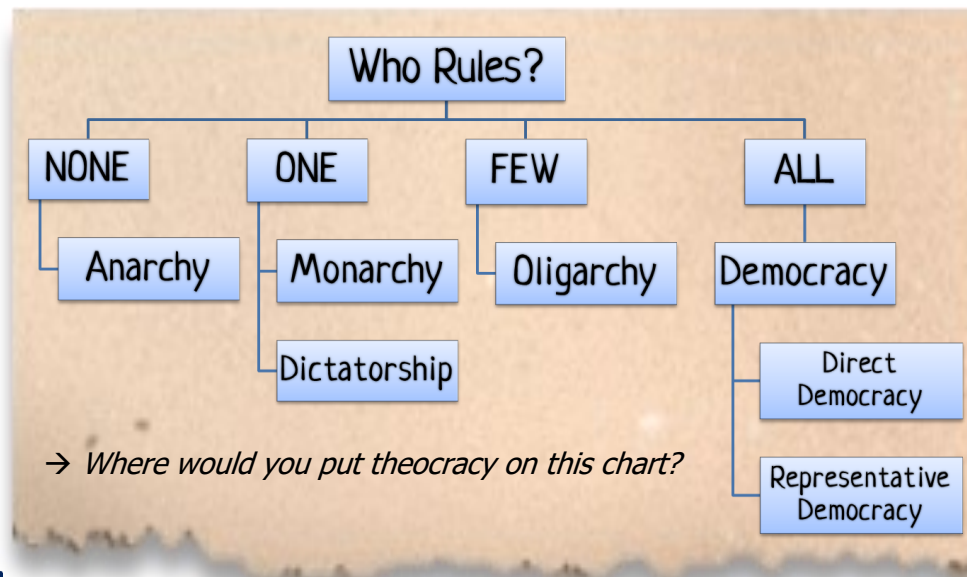 Who Rules?
NONE
ONE
FEW
ALL
Anarchy
Monarchy
Oligarchy
Democracy
Dictatorship
Direct
Democracy
→ Where would you put theocracy on this chart?
Representative
Democracy